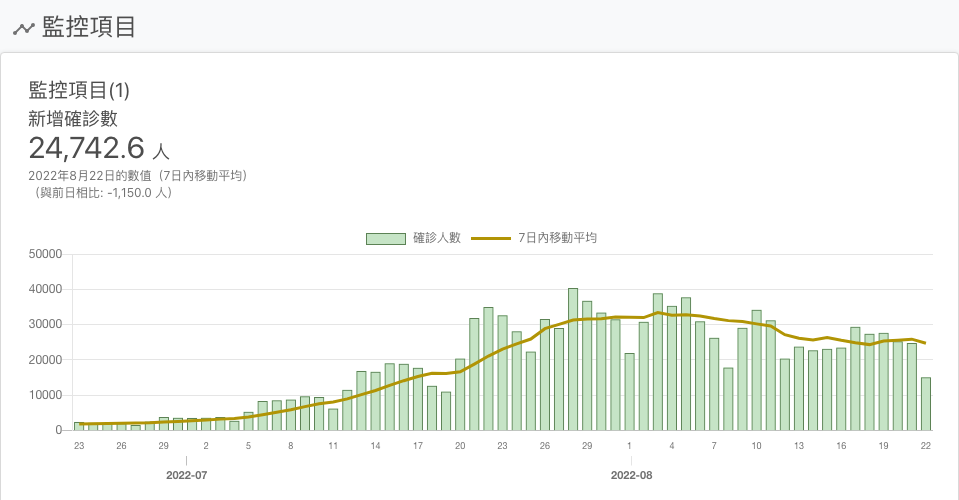 監控項目
監控項目(1)
新增確診數
24,742.6 人
2022年8月22日的數值（7日內移動平均）
（與前日相比: -1,150.0 人）
確診人數 7日內移動平均
50000
40000
30000
20000
10000
0
23 26 29 2 5 8 11 14 17 20 23 26 29 1 4 7 10 13 16 19 22
2022-07 2022-08